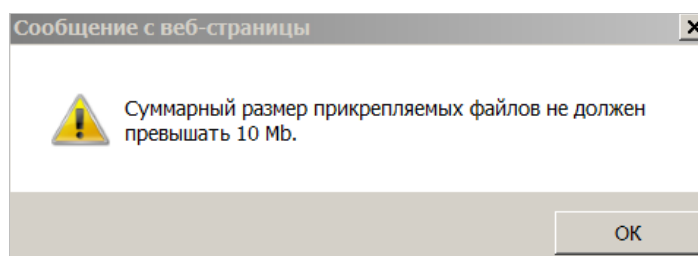 Сообщение с веб-страницы
Суммарный размер прикрепляемых файлов не должен
превышать 10 Mb.
OK